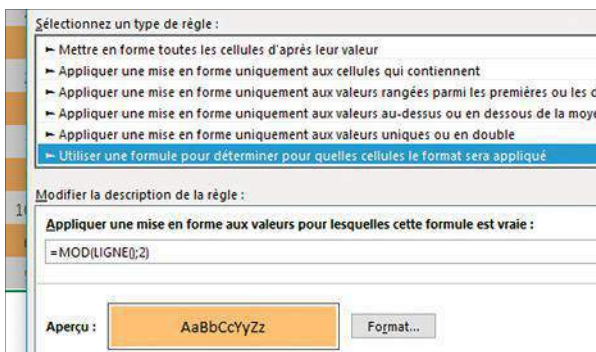 Sélectionnez un type de règle :
► Mettre en forme toutes les cellules d'après leur valeur
► Appliquer une mise en forme uniquement aux cellules qui contiennent
► Appliquer une mise en forme uniquement aux valeurs rangées parmi les premières ou les d
► Appliquer une mise en forme uniquement aux valeurs au-dessus ou en dessous de la moye
► Appliquer une mise en forme uniquement aux valeurs uniques ou en double
► Utiliser une formule pour déterminer pour quelles cellules le format sera appliqué
Modifier la description de la règle :
Appliquer une mise en forme aux valeurs pour lesquelles cette formule est vraie :
=MOD(LIGNE();2)
Aperçu :
AaBbCcYyZz
Format...